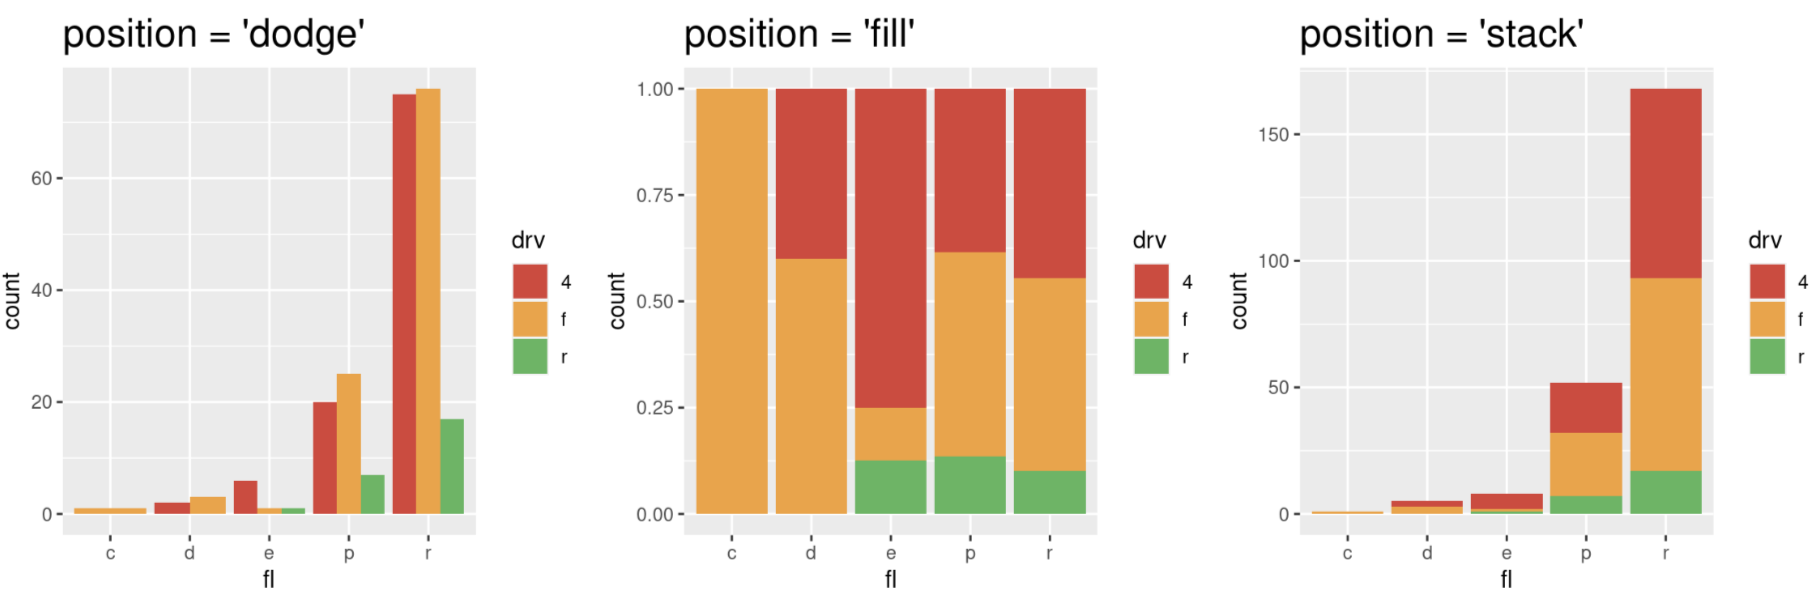 position = 'dodge'
60
40
20
0
count
c d e p r
fl
drv
4
f
r
position = 'fill'
1.00
0.75
0.50
0.25
0.00
count
c d e p r
fl
drv
4
f
r
position = 'stack'
150
100
50
0
count
c d e p r
fl
drv
4
f
r